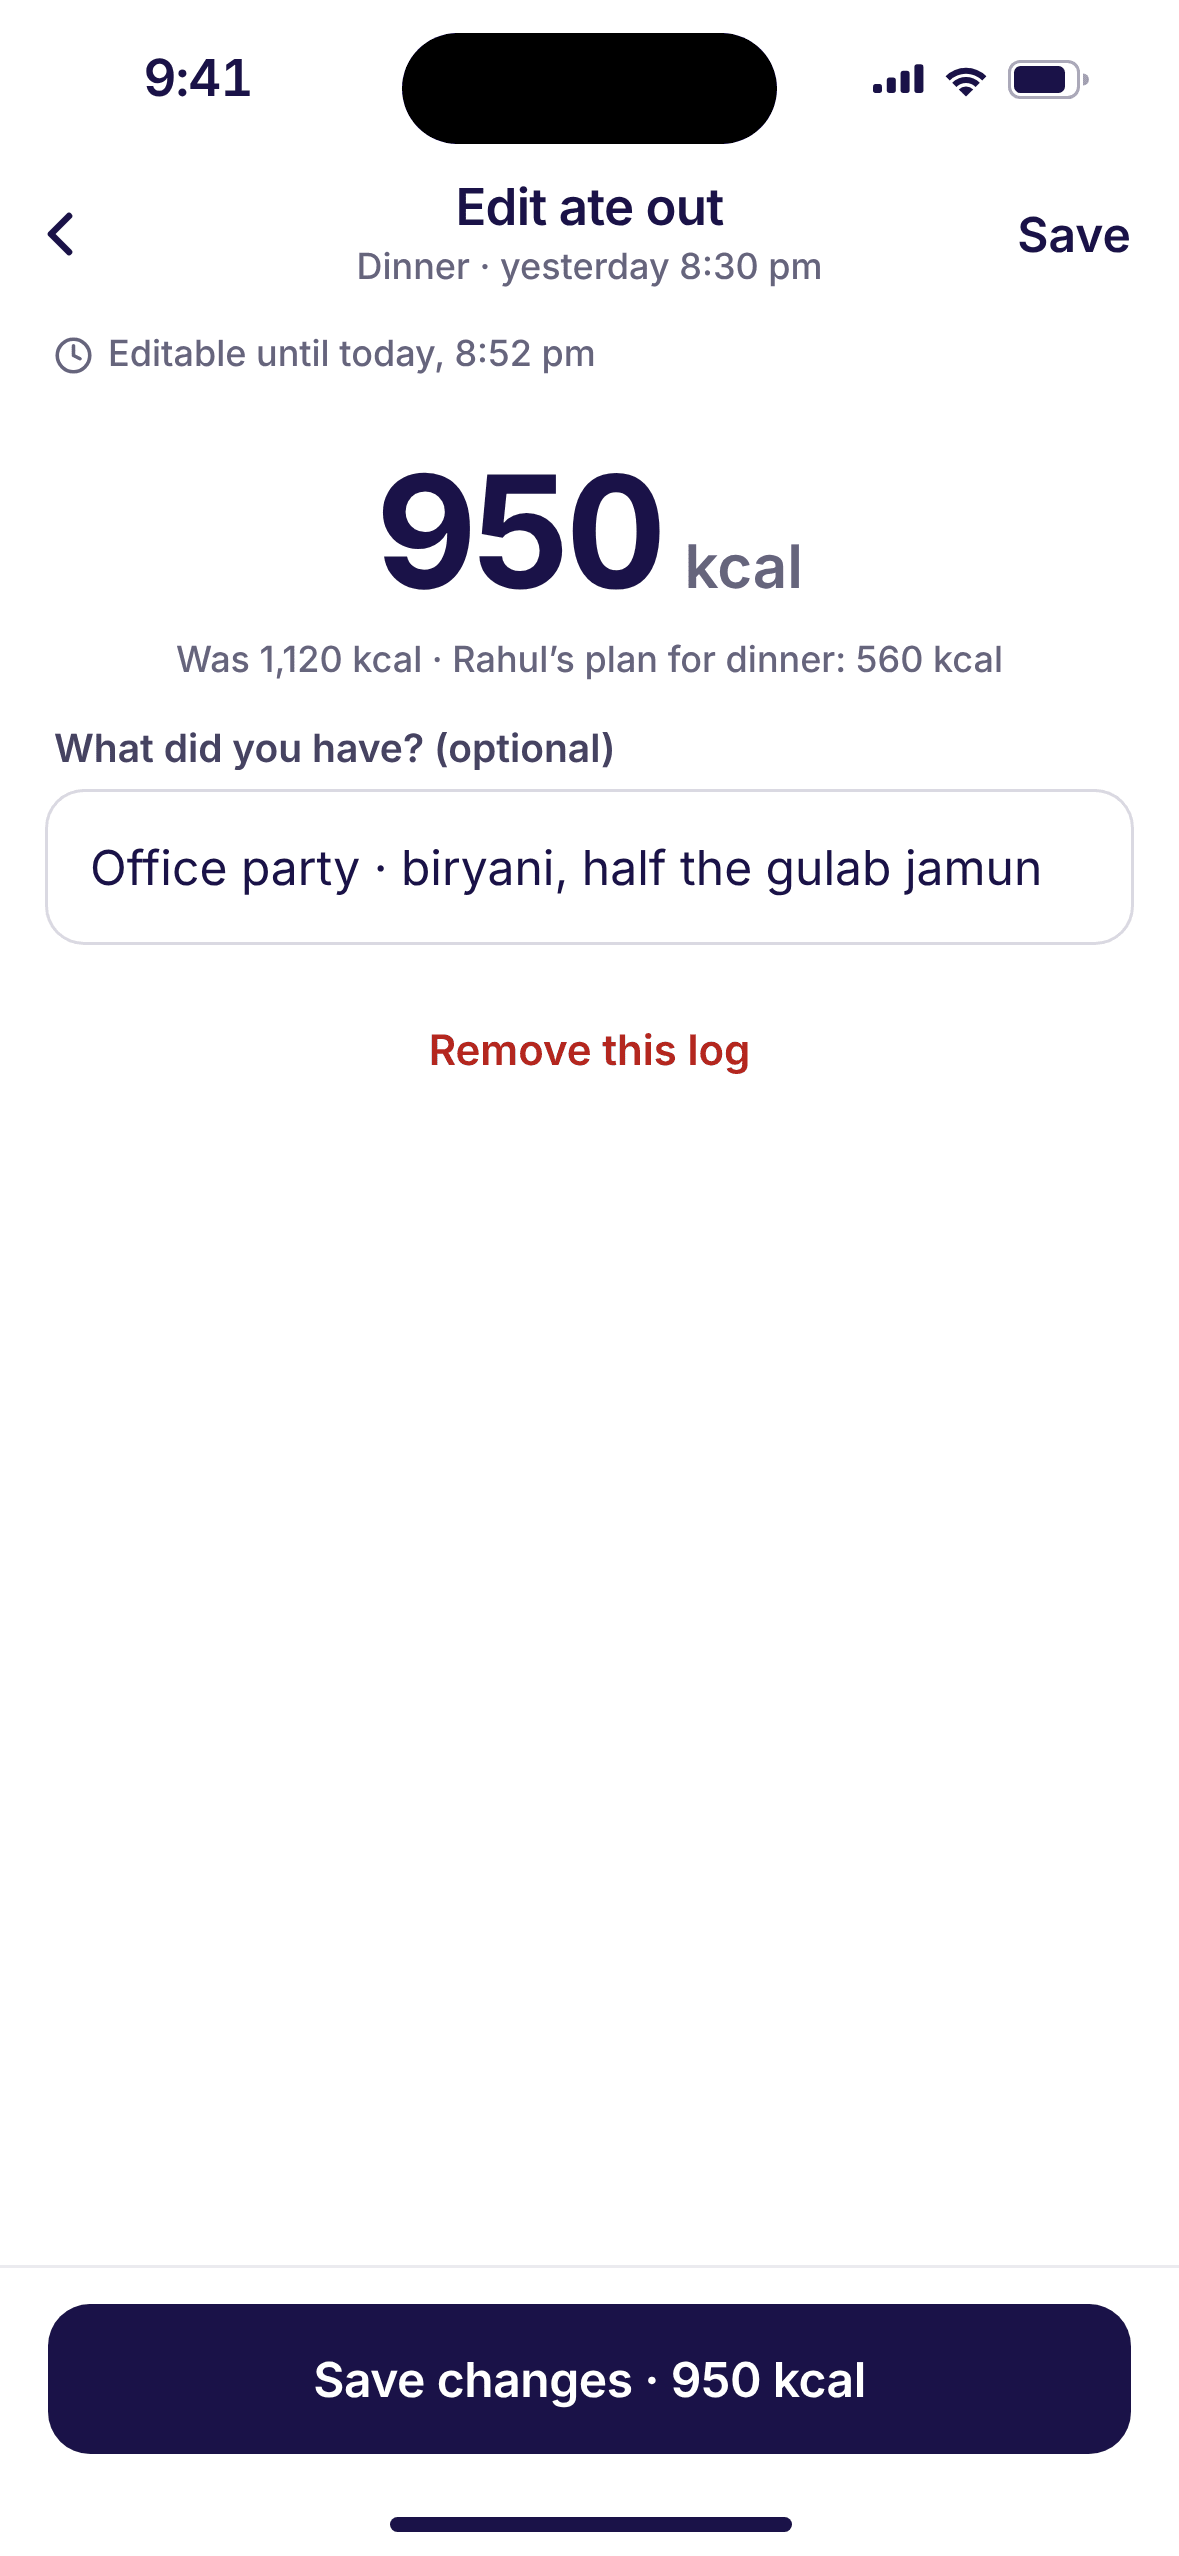 9:41
Edit ate out
Save
Dinner · yesterday 8:30 pm
Editable until today, 8:52 pm
950 kcal
Was 1,120 kcal · Rahul’s plan for dinner: 560 kcal
What did you have? (optional)
Office party · biryani, half the gulab jamun
Remove this log
Save changes · 950 kcal